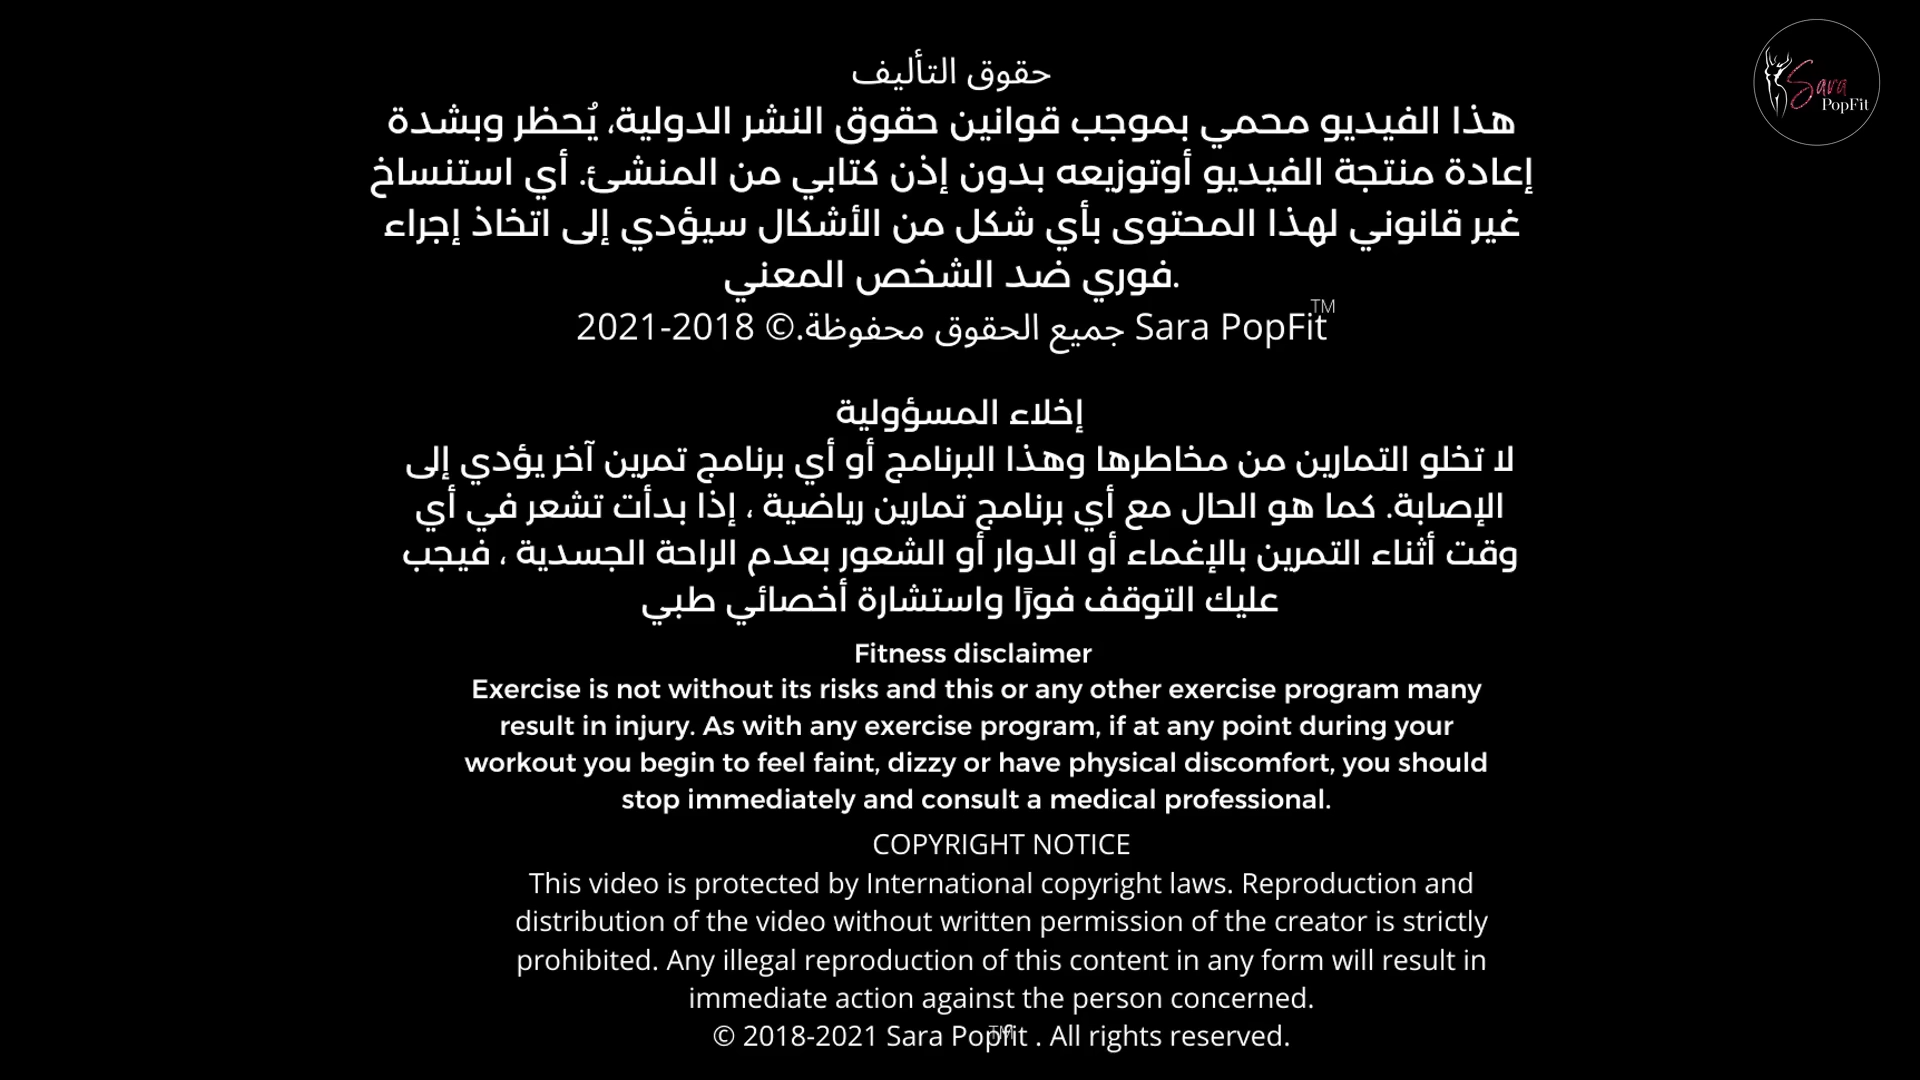 Sara
PopFit
حقوق التأليف
هذا الفيديو محمي بموجب قوانين حقوق النشر الدولية، يُحظر وبشدة
إعادة منتجة الفيديو أوتوزيعه بدون إذن كتابي من المنشئ. أي استنساخ
غير قانوني لهذا المحتوى بأي شكل من الأشكال سيؤدي إلى اتخاذ إجراء
فوري ضد الشخص المعني.
2021-2018 ©.جميع الحقوق محفوظة Sara PopFit™
إخلاء المسؤولية
لا تخلو التمارين من مخاطرها وهذا البرنامج أو أي برنامج تمرين آخر يؤدي إلى
الإصابة. كما هو الحال مع أي برنامج تمارين رياضية ، إذا بدأت تشعر في أي
وقت أثناء التمرين بالإغماء أو الدوار أو الشعور بعدم الراحة الجسدية ، فيجب
عليك التوقف فورًا واستشارة أخصائي طبي
Fitness disclaimer
Exercise is not without its risks and this or any other exercise program many
result in injury. As with any exercise program, if at any point during your
workout you begin to feel faint, dizzy or have physical discomfort, you should
stop immediately and consult a medical professional.
COPYRIGHT NOTICE
This video is protected by International copyright laws. Reproduction and
distribution of the video without written permission of the creator is strictly
prohibited. Any illegal reproduction of this content in any form will result in
immediate action against the person concerned.
© 2018-2021 Sara Popfit™ . All rights reserved.